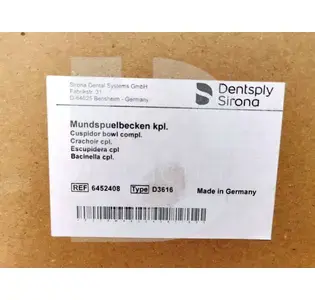 Sirona Dental Systems GmbH
Fabrikstr. 31
D-64625 Bensheim - Germany
Dentsply
Sirona
Mundspuelbecken kpl.
Cuspidor bowl compl.
Crachoir cpl.
Escupidera cpl
Bacinella cpl.
REF 6452408 Type D3616
Made in Germany